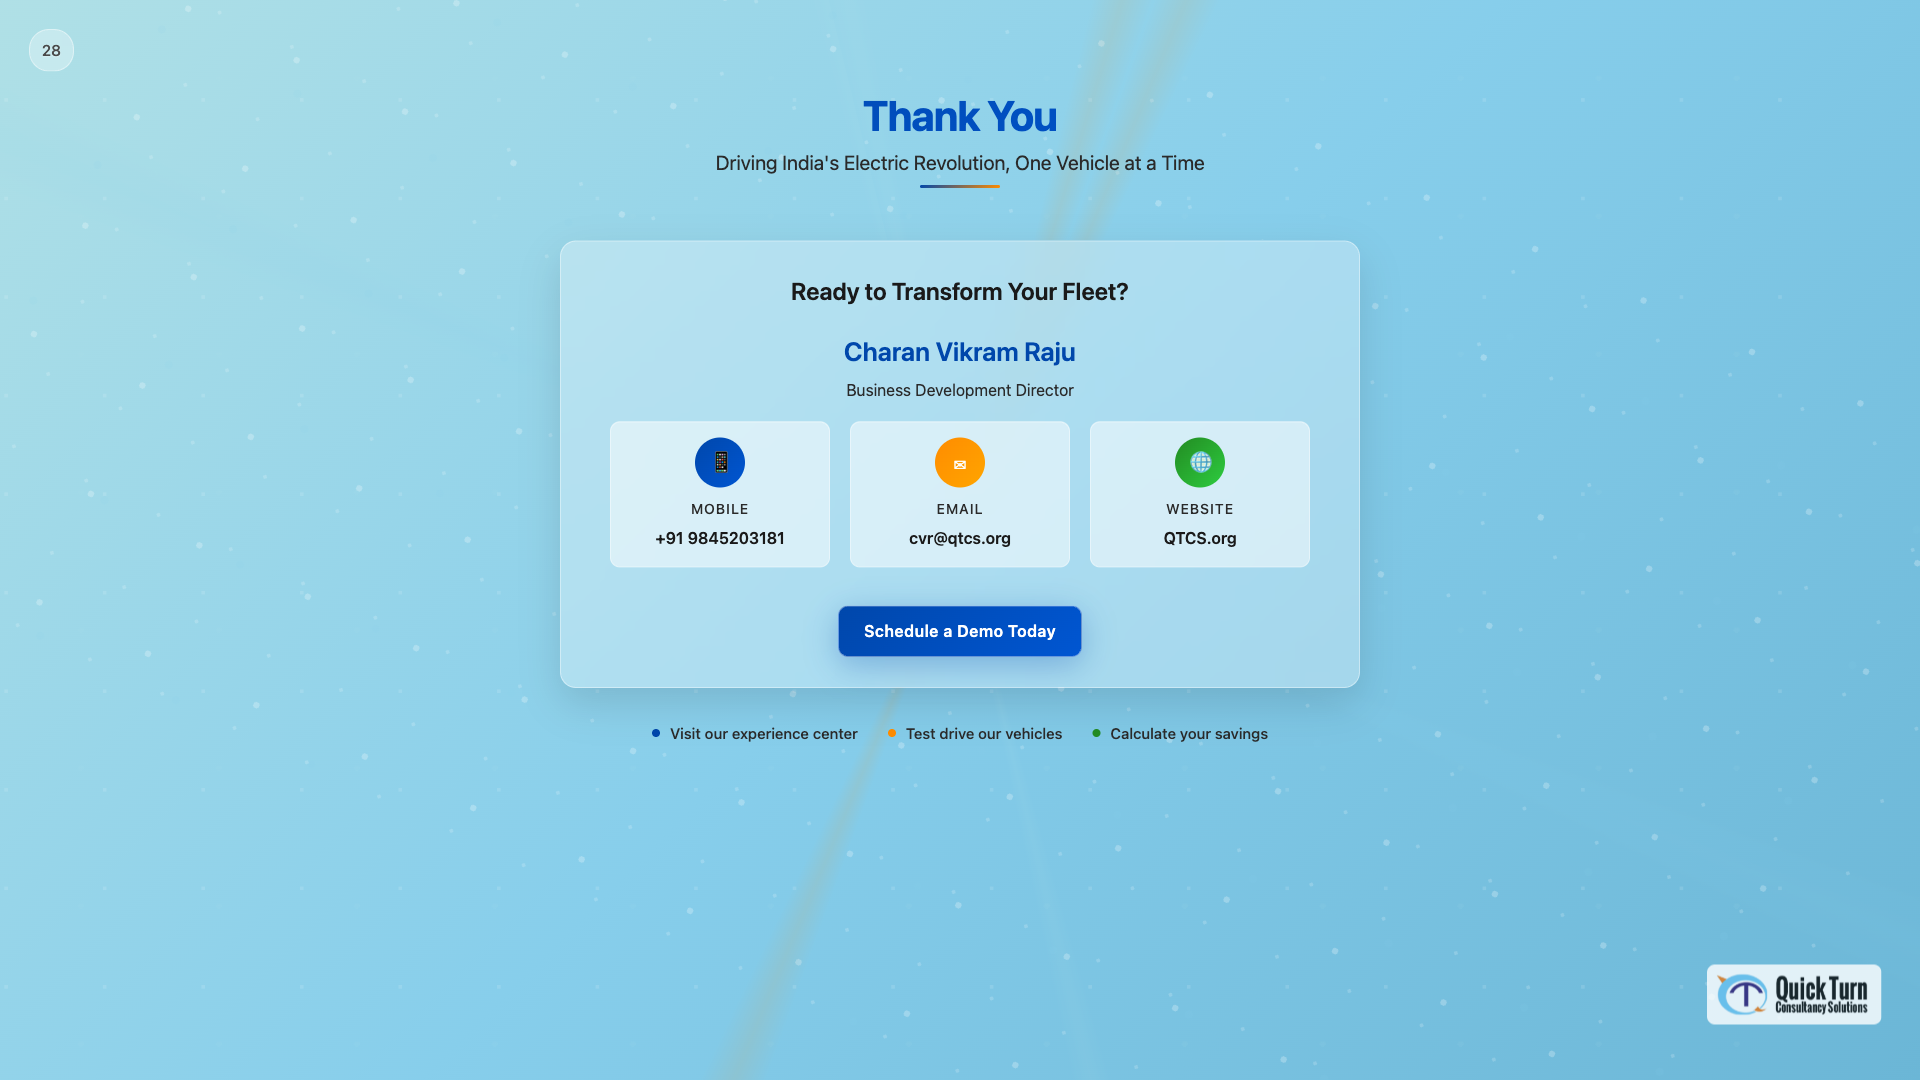 28
Thank You
Driving India's Electric Revolution, One Vehicle at a Time
Ready to Transform Your Fleet?
Charan Vikram Raju
Business Development Director
MOBILE
+91 9845203181
EMAIL
cvr@qtcs.org
WEBSITE
QTCS.org
Schedule a Demo Today
Visit our experience center
Test drive our vehicles
Calculate your savings
Quick Turn
Consultancy Solutions